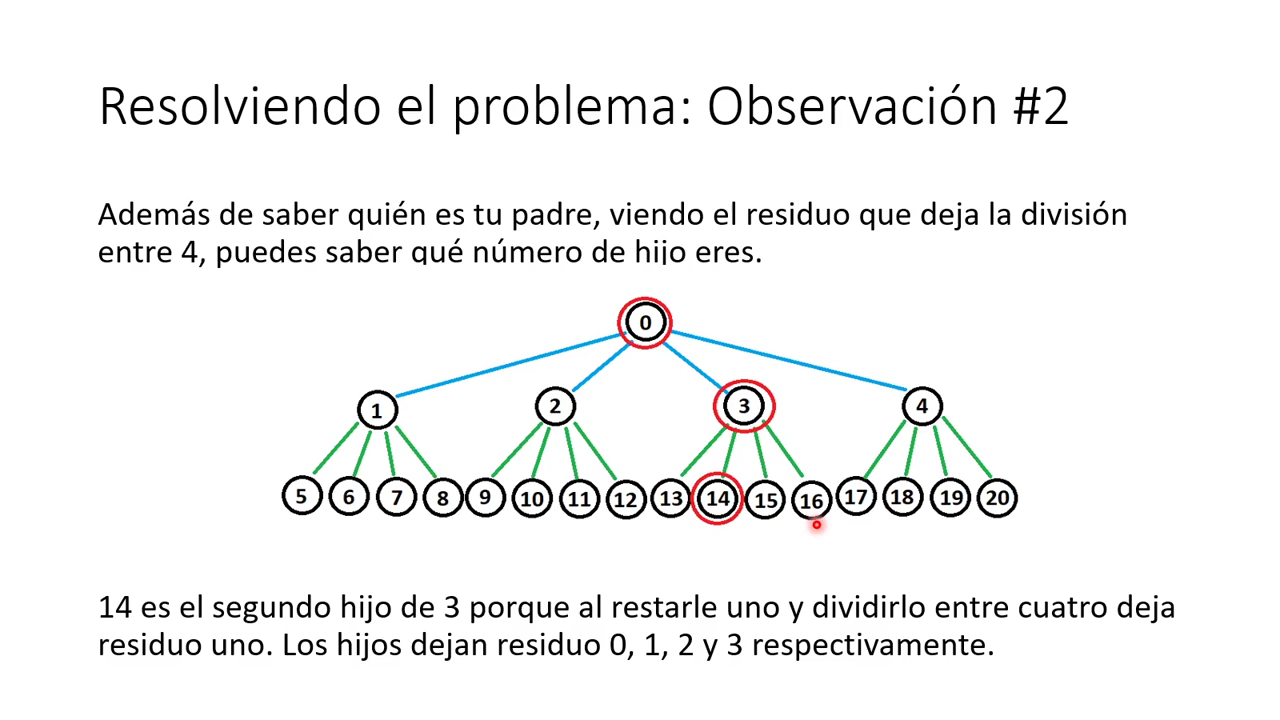 Resolviendo el problema: Observación #2
Además de saber quién es tu padre, viendo el residuo que deja la división
entre 4, puedes saber qué número de hijo eres.
0
1 2 3 4
5 6 7 8 9 10 11 12 13 14 15 16 17 18 19 20
14 es el segundo hijo de 3 porque al restarle uno y dividirlo entre cuatro deja
residuo uno. Los hijos dejan residuo 0, 1, 2 y 3 respectivamente.